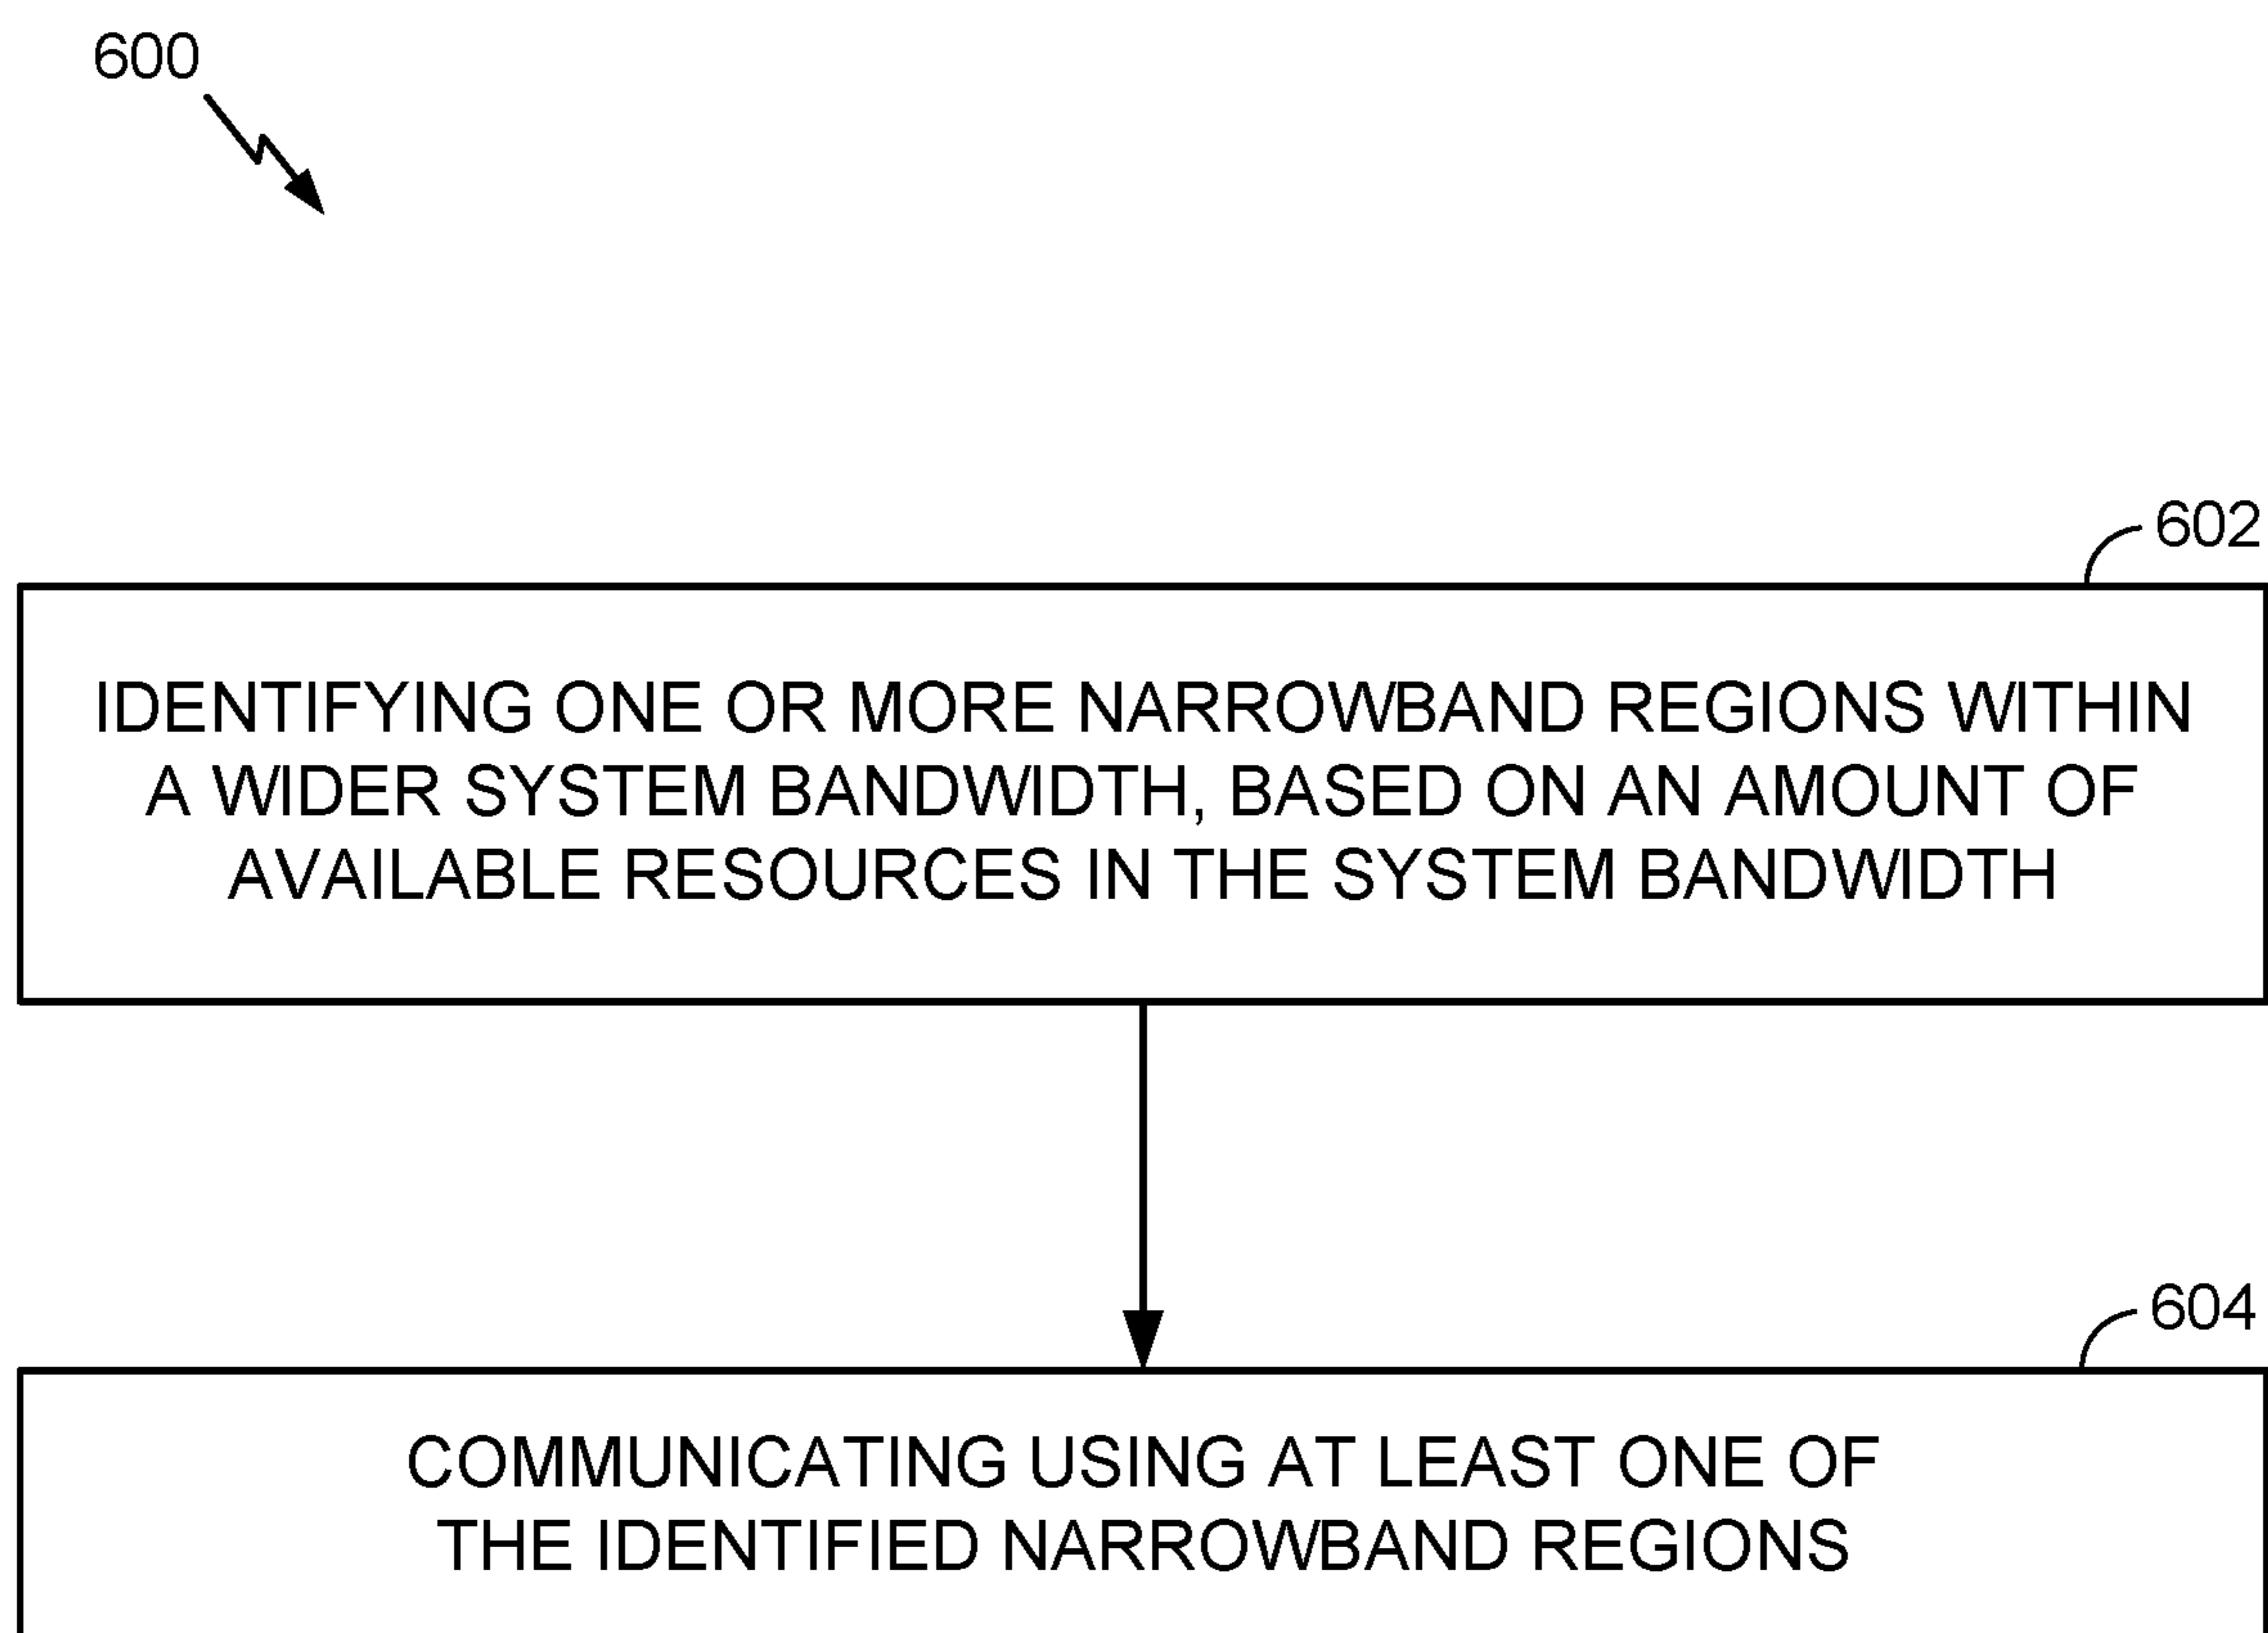 600
602
IDENTIFYING ONE OR MORE NARROWBAND REGIONS WITHIN
A WIDER SYSTEM BANDWIDTH, BASED ON AN AMOUNT OF
AVAILABLE RESOURCES IN THE SYSTEM BANDWIDTH
604
COMMUNICATING USING AT LEAST ONE OF
THE IDENTIFIED NARROWBAND REGIONS